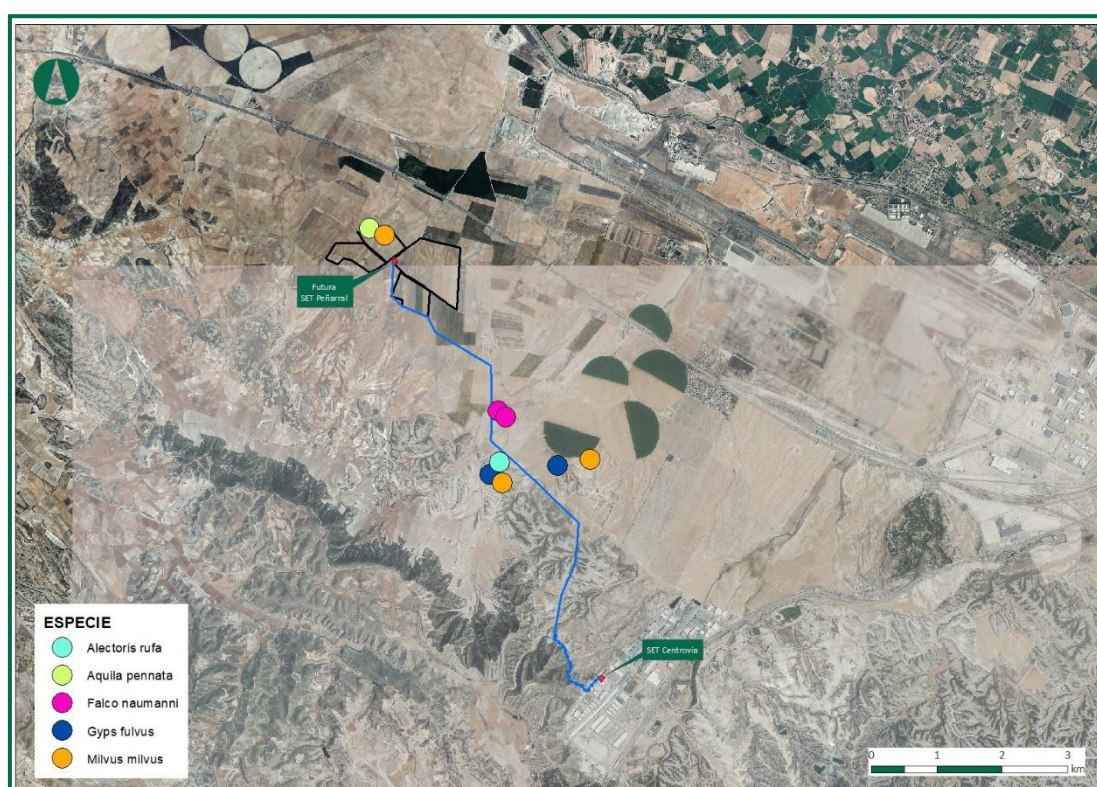 Futura
SET Peñarral
SET Centrovía
ESPECIE
Alectoris rufa
Aquila pennata
Falco naumanni
Gyps fulvus
Milvus milvus
0 1 2 3
km